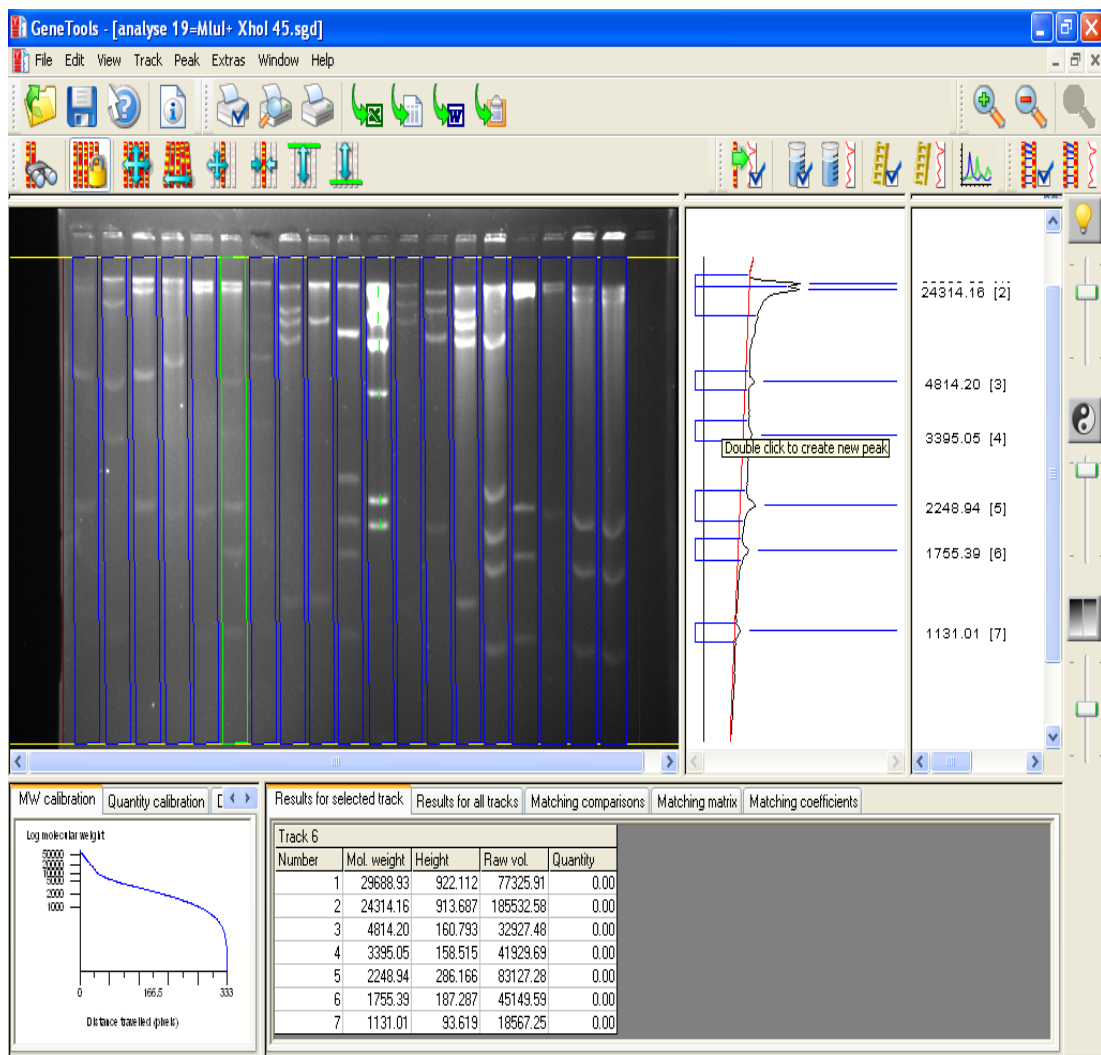 GeneTools - [analyse 19=MluI+ XhoI 45.sgd]
File Edit View Track Peak Extras Window Help
24314.16 [2]
4814.20 [3]
3395.05 [4]
Double click to create new peak
2248.94 [5]
1755.39 [6]
1131.01 [7]
MW calibration Quantity calibration
Results for selected track Results for all tracks Matching comparisons Matching matrix Matching coefficients
Log molecular weight
50000
20000
10000
5000
2000
1000
0 166.5 333
Distance travelled (pixels)
Track 6
Number Mol. weight Height Raw vol. Quantity
1 29688.93 922.112 77325.91 0.00
2 24314.16 913.687 185532.58 0.00
3 4814.20 160.793 32927.48 0.00
4 3395.05 158.515 41929.69 0.00
5 2248.94 286.166 83127.28 0.00
6 1755.39 187.287 45149.59 0.00
7 1131.01 93.619 18567.25 0.00